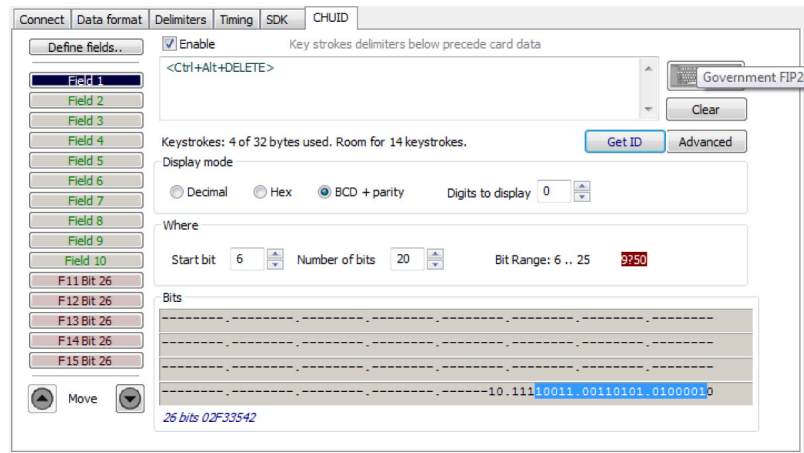 Connect Data format Delimiters Timing SDK CHUID
Define fields..
Enable Key strokes delimiters below precede card data
<Ctrl+Alt+DELETE>
Government FIP2
Clear
Field 1
Field 2
Field 3
Field 4
Field 5
Field 6
Field 7
Field 8
Field 9
Field 10
F11 Bit 26
F12 Bit 26
F13 Bit 26
F14 Bit 26
F15 Bit 26
Move
Keystrokes: 4 of 32 bytes used. Room for 14 keystrokes. Get ID Advanced
Display mode
Decimal Hex BCD + parity Digits to display 0
Where
Start bit 6 Number of bits 20 Bit Range: 6 .. 25 9?50
Bits
--------.--------.--------.--------.--------.--------.--------.--------
--------.--------.--------.--------.--------.--------.--------.--------
--------.--------.--------.--------.--------.--------.--------.--------
--------.--------.--------.--------.------10.11110011.00110101.01000010
26 bits 02F33542